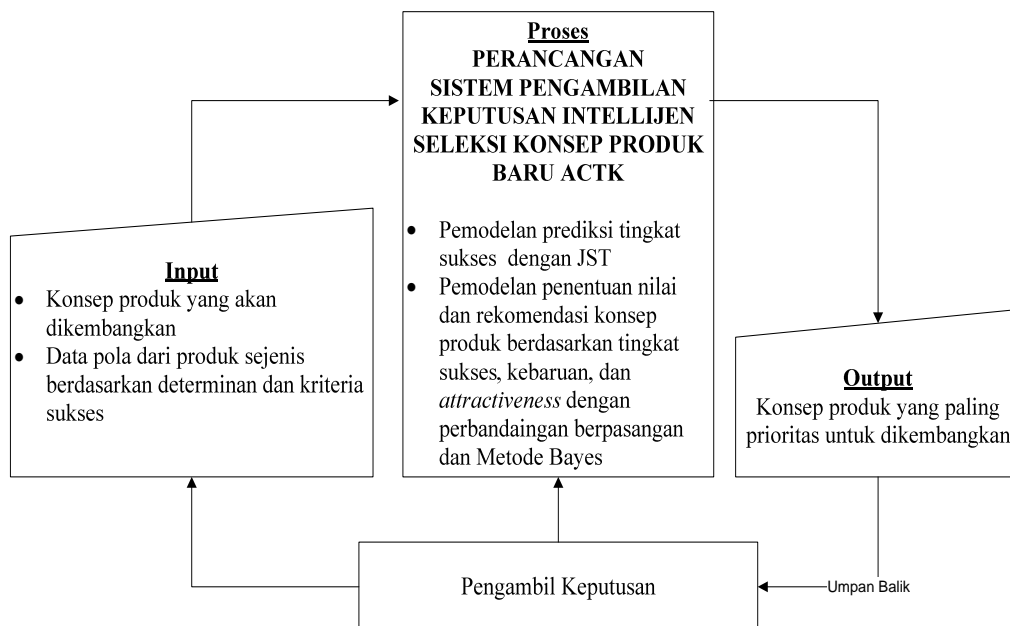 Proses
PERANCANGAN
SISTEM PENGAMBILAN
KEPUTUSAN INTELLIJEN
SELEKSI KONSEP PRODUK
BARU ACTK
• Pemodelan prediksi tingkat
sukses dengan JST
• Pemodelan penentuan nilai
dan rekomendasi konsep
produk berdasarkan tingkat
sukses, kebaruan, dan
attractiveness dengan
perbandaingan berpasangan
dan Metode Bayes
Input
• Konsep produk yang akan
dikembangkan
• Data pola dari produk sejenis
berdasarkan determinan dan kriteria
sukses
Output
Konsep produk yang paling
prioritas untuk dikembangkan
Pengambil Keputusan
Umpan Balik